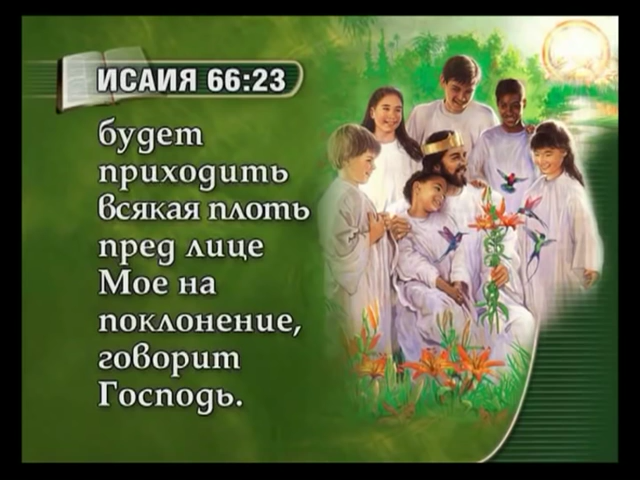 ИСАИЯ 66:23
будет
приходить
всякая плоть
пред лице
Мое на
поклонение,
говорит
Господь.